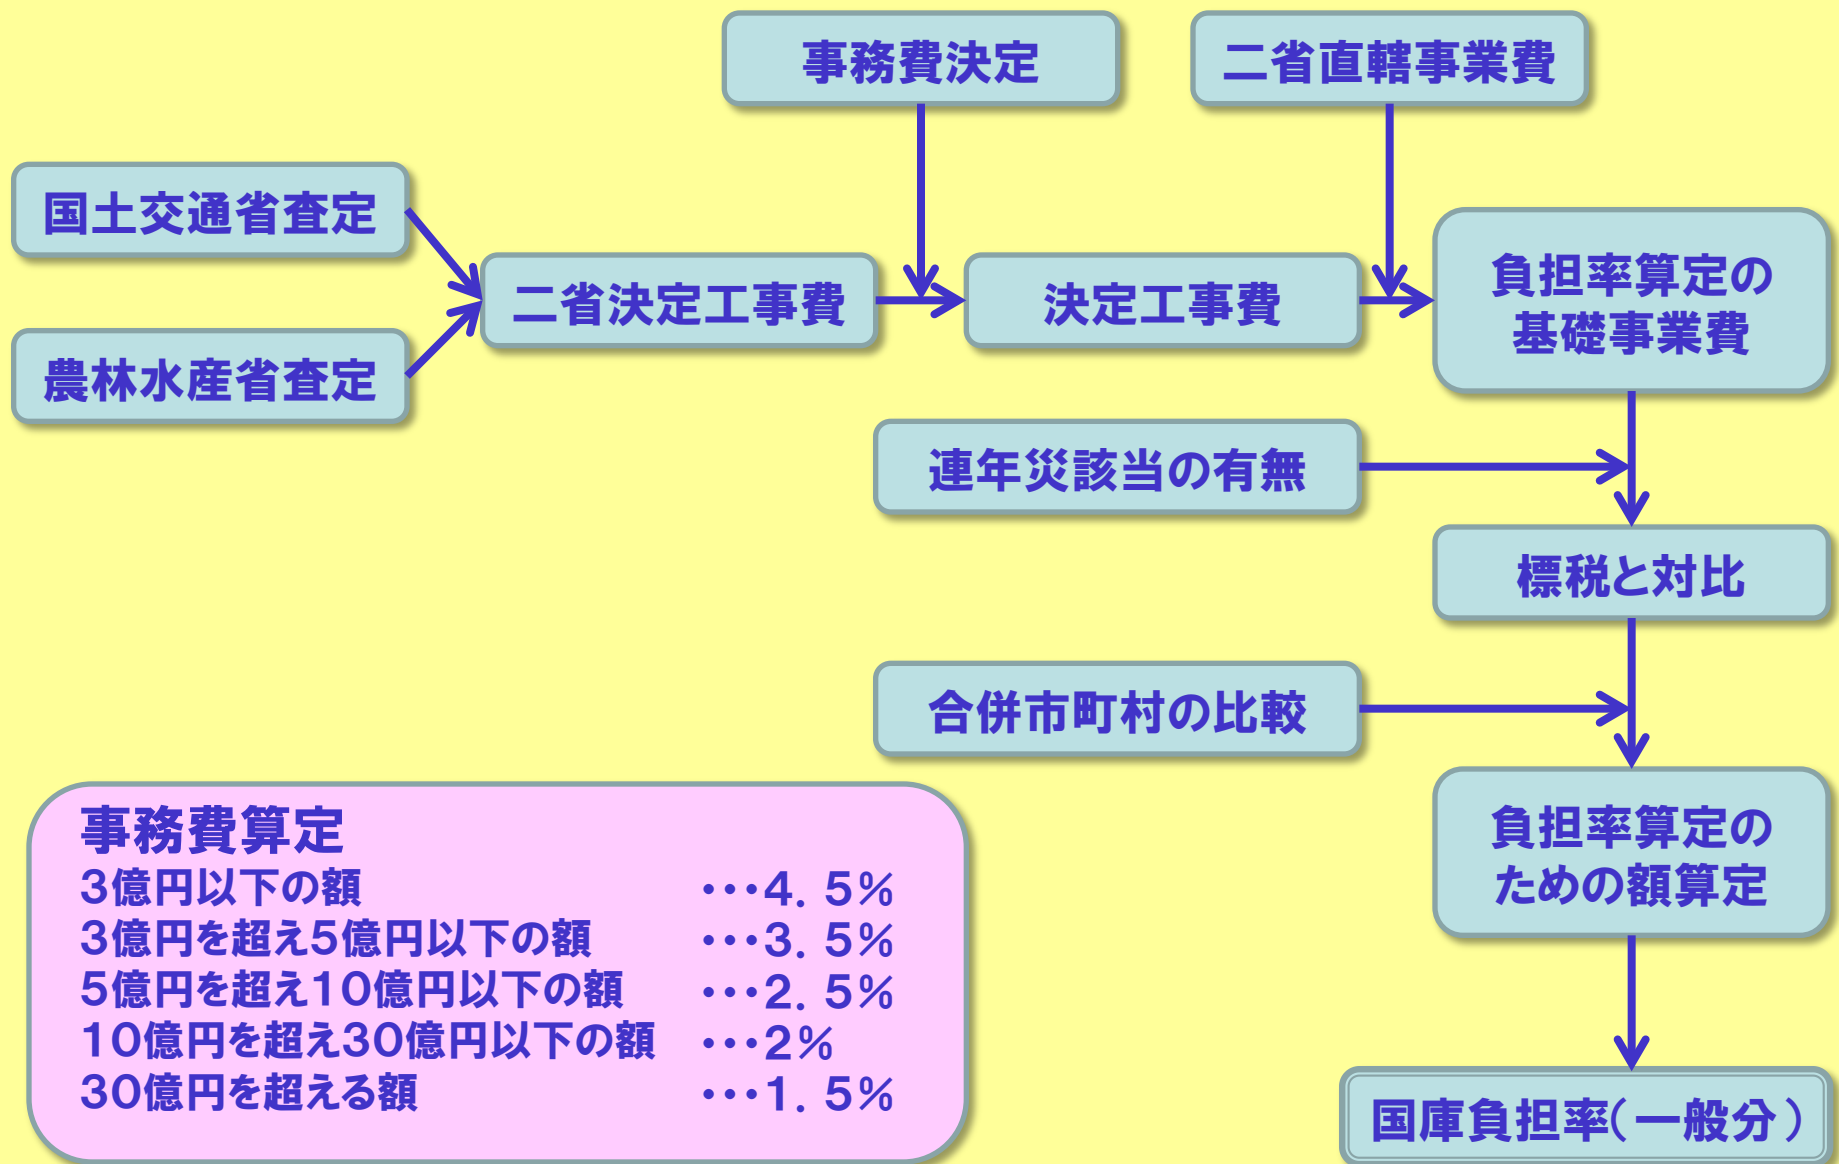 事務費決定
二省直轄事業費
国土交通省査定
農林水産省査定
二省決定工事費
決定工事費
負担率算定の
基礎事業費
連年災該当の有無
標税と対比
合併市町村の比較
負担率算定の
ための額算定
国庫負担率(一般分)
事務費算定
3億円以下の額 ・・・4.5%
3億円を超え5億円以下の額 ・・・3.5%
5億円を超え10億円以下の額 ・・・2.5%
10億円を超え30億円以下の額 ・・・2%
30億円を超える額 ・・・1.5%